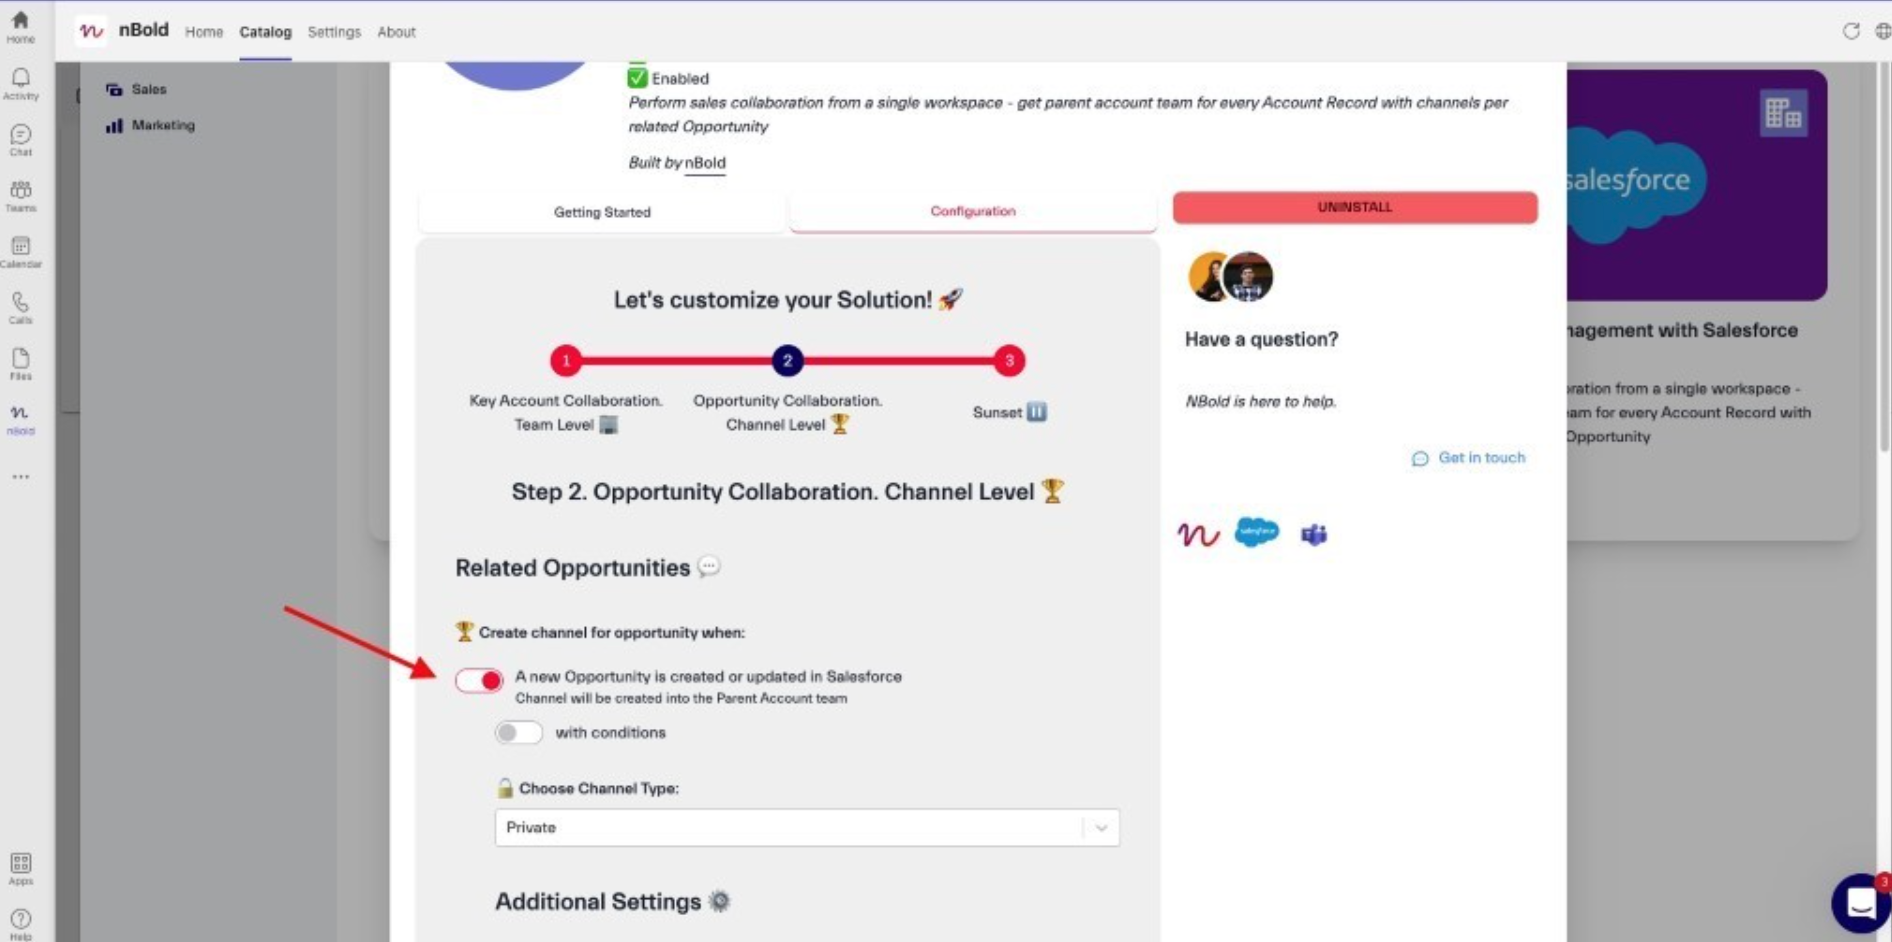 nBold Home Catalog Settings About
Home
Activity
Chat
Teams
Calendar
Calls
Files
nBold
Apps
Help
Sales
Marketing
Enabled
Perform sales collaboration from a single workspace - get parent account team for every Account Record with channels per
related Opportunity
Built by nBold
Getting Started
Configuration
UNINSTALL
Let's customize your Solution!
1
2
3
Key Account Collaboration.
Team Level
Opportunity Collaboration.
Channel Level
Sunset
Step 2. Opportunity Collaboration. Channel Level
Related Opportunities
Create channel for opportunity when:
A new Opportunity is created or updated in Salesforce
Channel will be created into the Parent Account team
with conditions
Choose Channel Type:
Private
Additional Settings
Have a question?
NBold is here to help.
Get in touch
salesforce
salesforce
nagement with Salesforce
oration from a single workspace -
am for every Account Record with
Opportunity
3